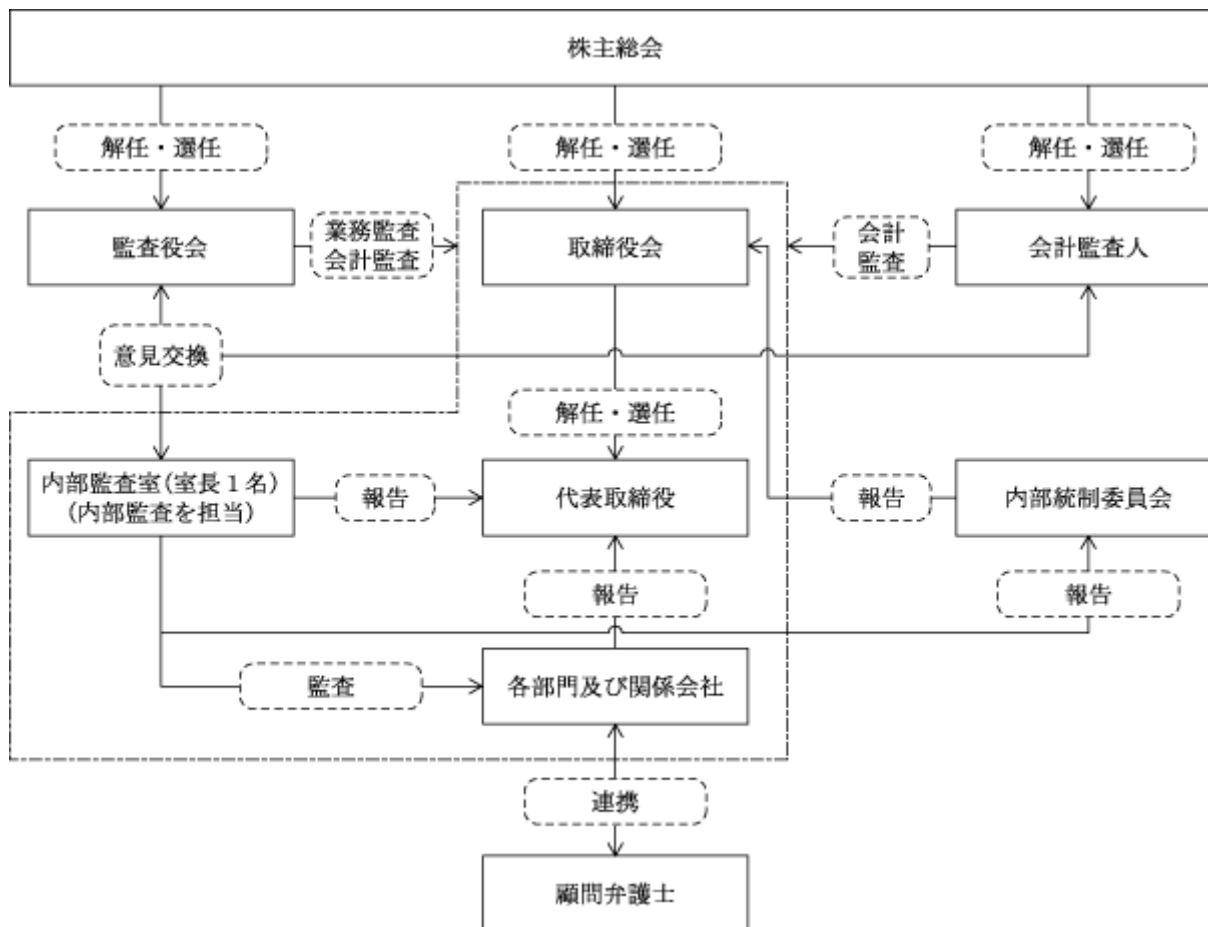 株主総会
解任・選任
解任・選任
解任・選任
監査役会
業務監査
会計監査
取締役会
会計
監査
会計監査人
意見交換
解任・選任
内部監査室(室長１名)
(内部監査を担当)
報告
代表取締役
報告
内部統制委員会
報告
報告
監査
各部門及び関係会社
連携
顧問弁護士